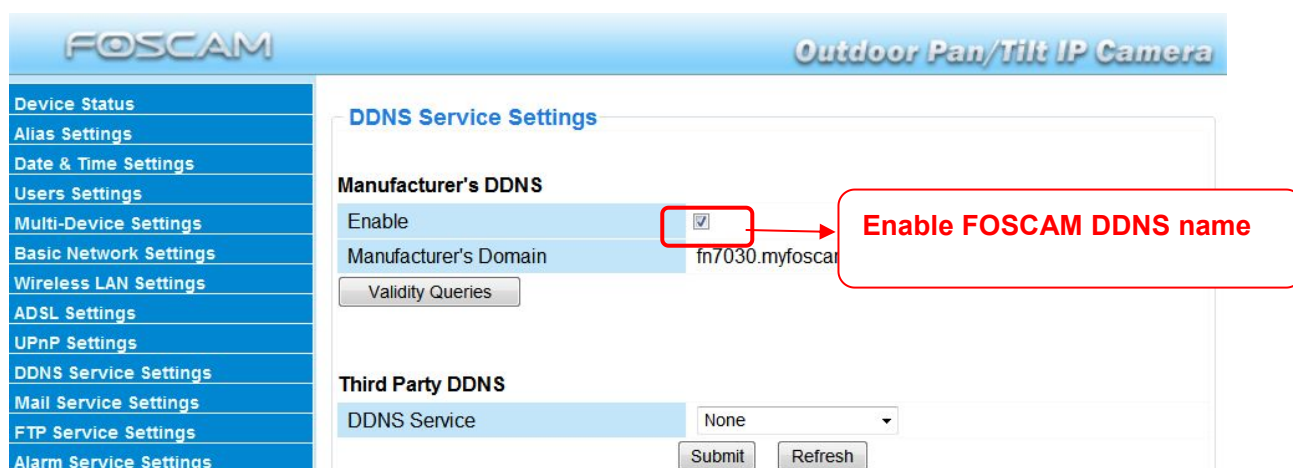 FOSCAM
Outdoor Pan/Tilt IP Camera
Device Status
Alias Settings
Date & Time Settings
Users Settings
Multi-Device Settings
Basic Network Settings
Wireless LAN Settings
ADSL Settings
UPnP Settings
DDNS Service Settings
Mail Service Settings
FTP Service Settings
Alarm Service Settings
DDNS Service Settings
Manufacturer's DDNS
Enable
Enable FOSCAM DDNS name
Manufacturer's Domain fn7030.myfoscar
Validity Queries
Third Party DDNS
DDNS Service None
Submit Refresh